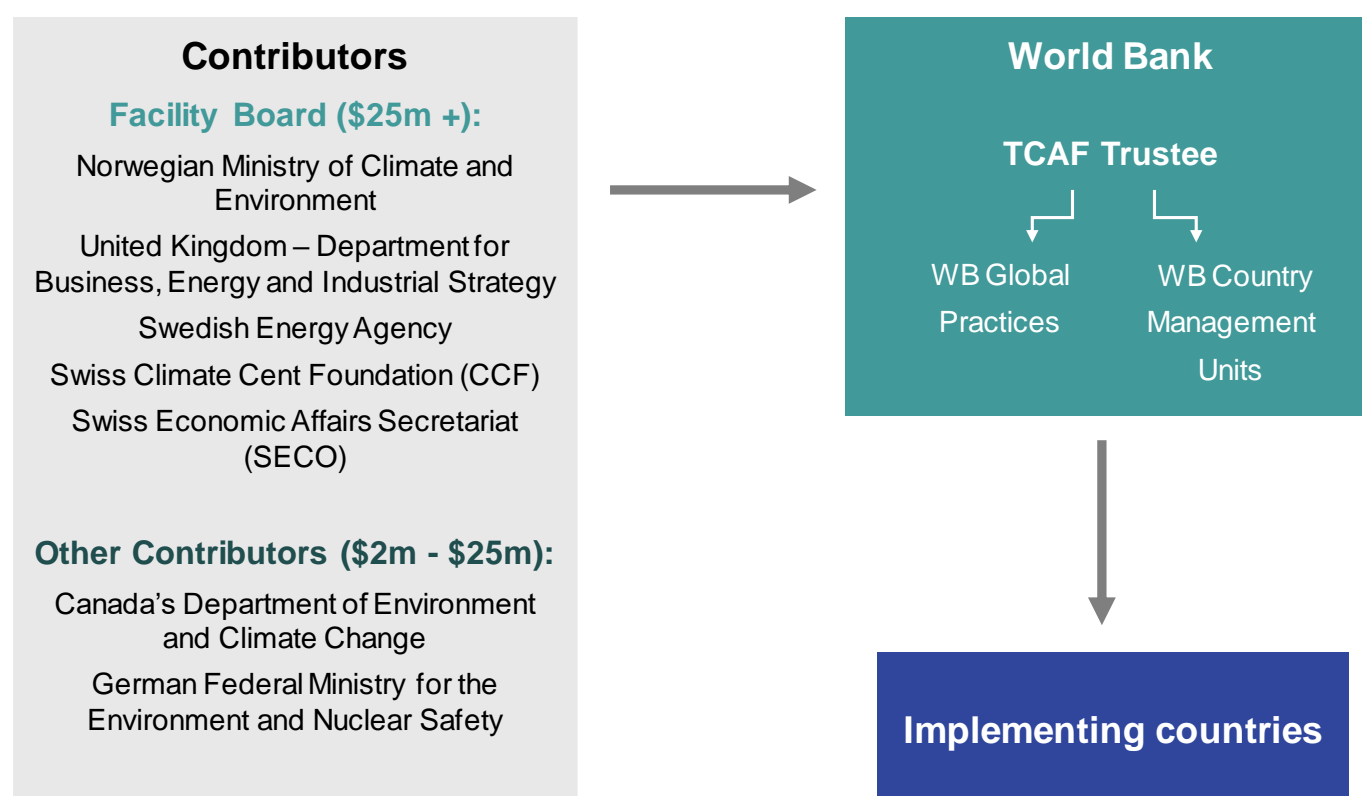 Contributors
Facility Board ($25m +):
Norwegian Ministry of Climate and
Environment
United Kingdom – Department for
Business, Energy and Industrial Strategy
Swedish Energy Agency
Swiss Climate Cent Foundation (CCF)
Swiss Economic Affairs Secretariat
(SECO)
Other Contributors ($2m - $25m):
Canada’s Department of Environment
and Climate Change
German Federal Ministry for the
Environment and Nuclear Safety
World Bank
TCAF Trustee
WB Global
Practices
WB Country
Management
Units
Implementing countries